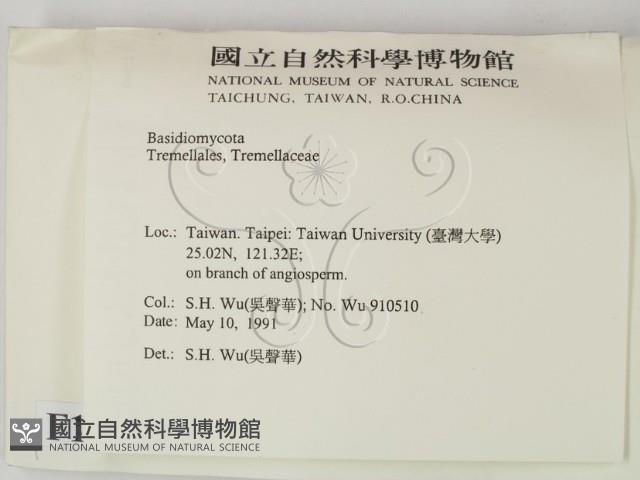 國立自然科學博物館
NATIONAL MUSEUM OF NATURAL SCIENCE
TAICHUNG, TAIWAN, R.O.CHINA
Basidiomycota
Tremellales, Tremellaceae
Loc.: Taiwan. Taipei: Taiwan University (臺灣大學)
25.02N, 121.32E;
on branch of angiosperm.
Col.: S.H. Wu(吳聲華); No. Wu 910510
Date: May 10, 1991
Det.: S.H. Wu(吳聲華)
F1
國立自然科學博物館
NATIONAL MUSEUM OF NATURAL SCIENCE